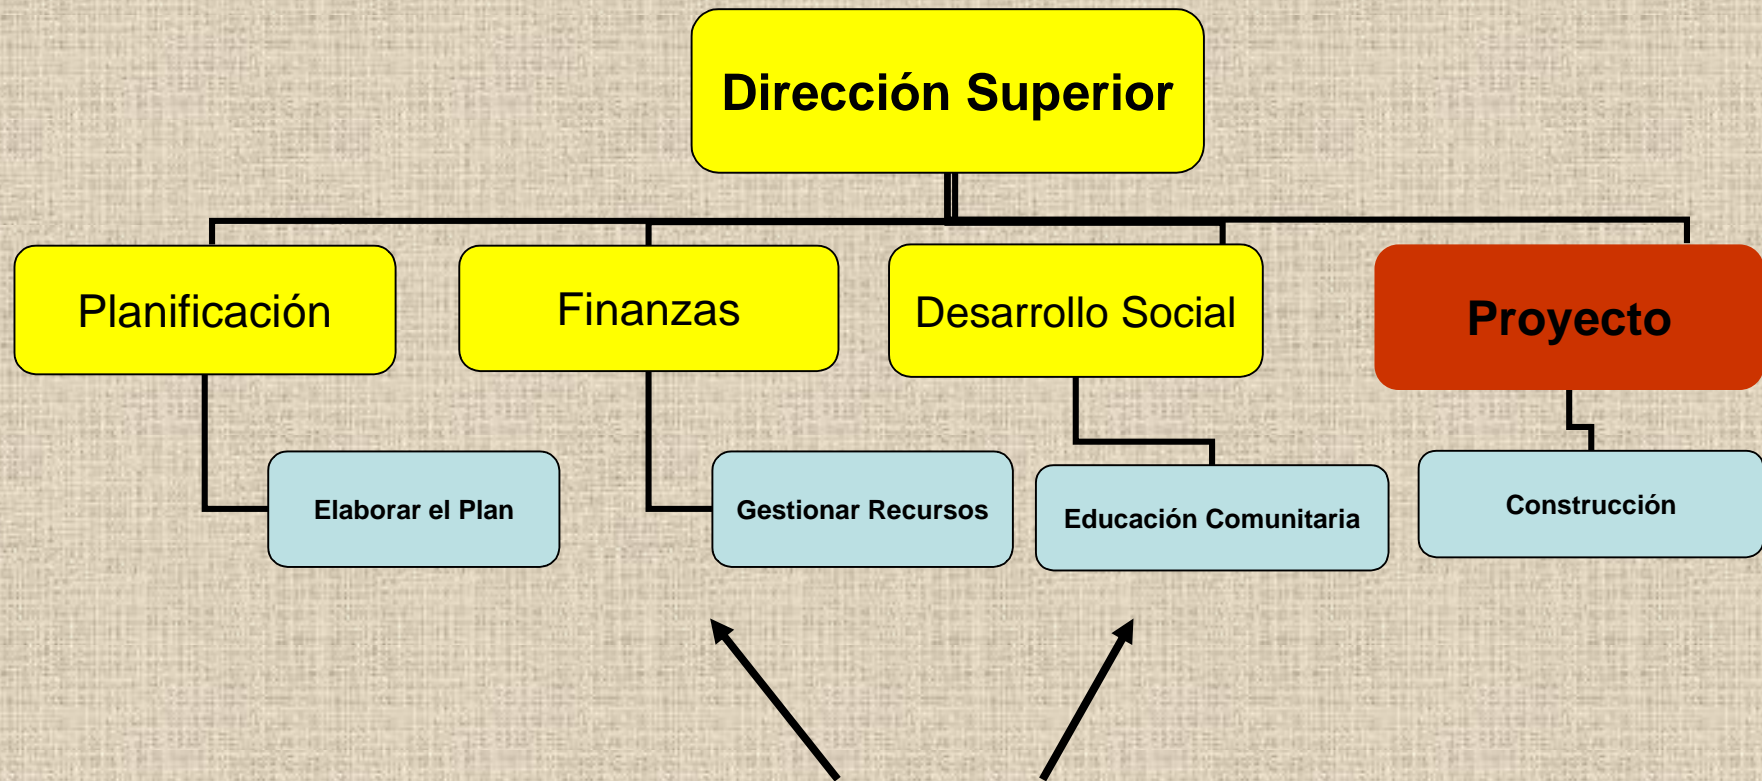 Dirección Superior
Planificación
Finanzas
Desarrollo Social
Proyecto
Elaborar el Plan
Gestionar Recursos
Educación Comunitaria
Construcción